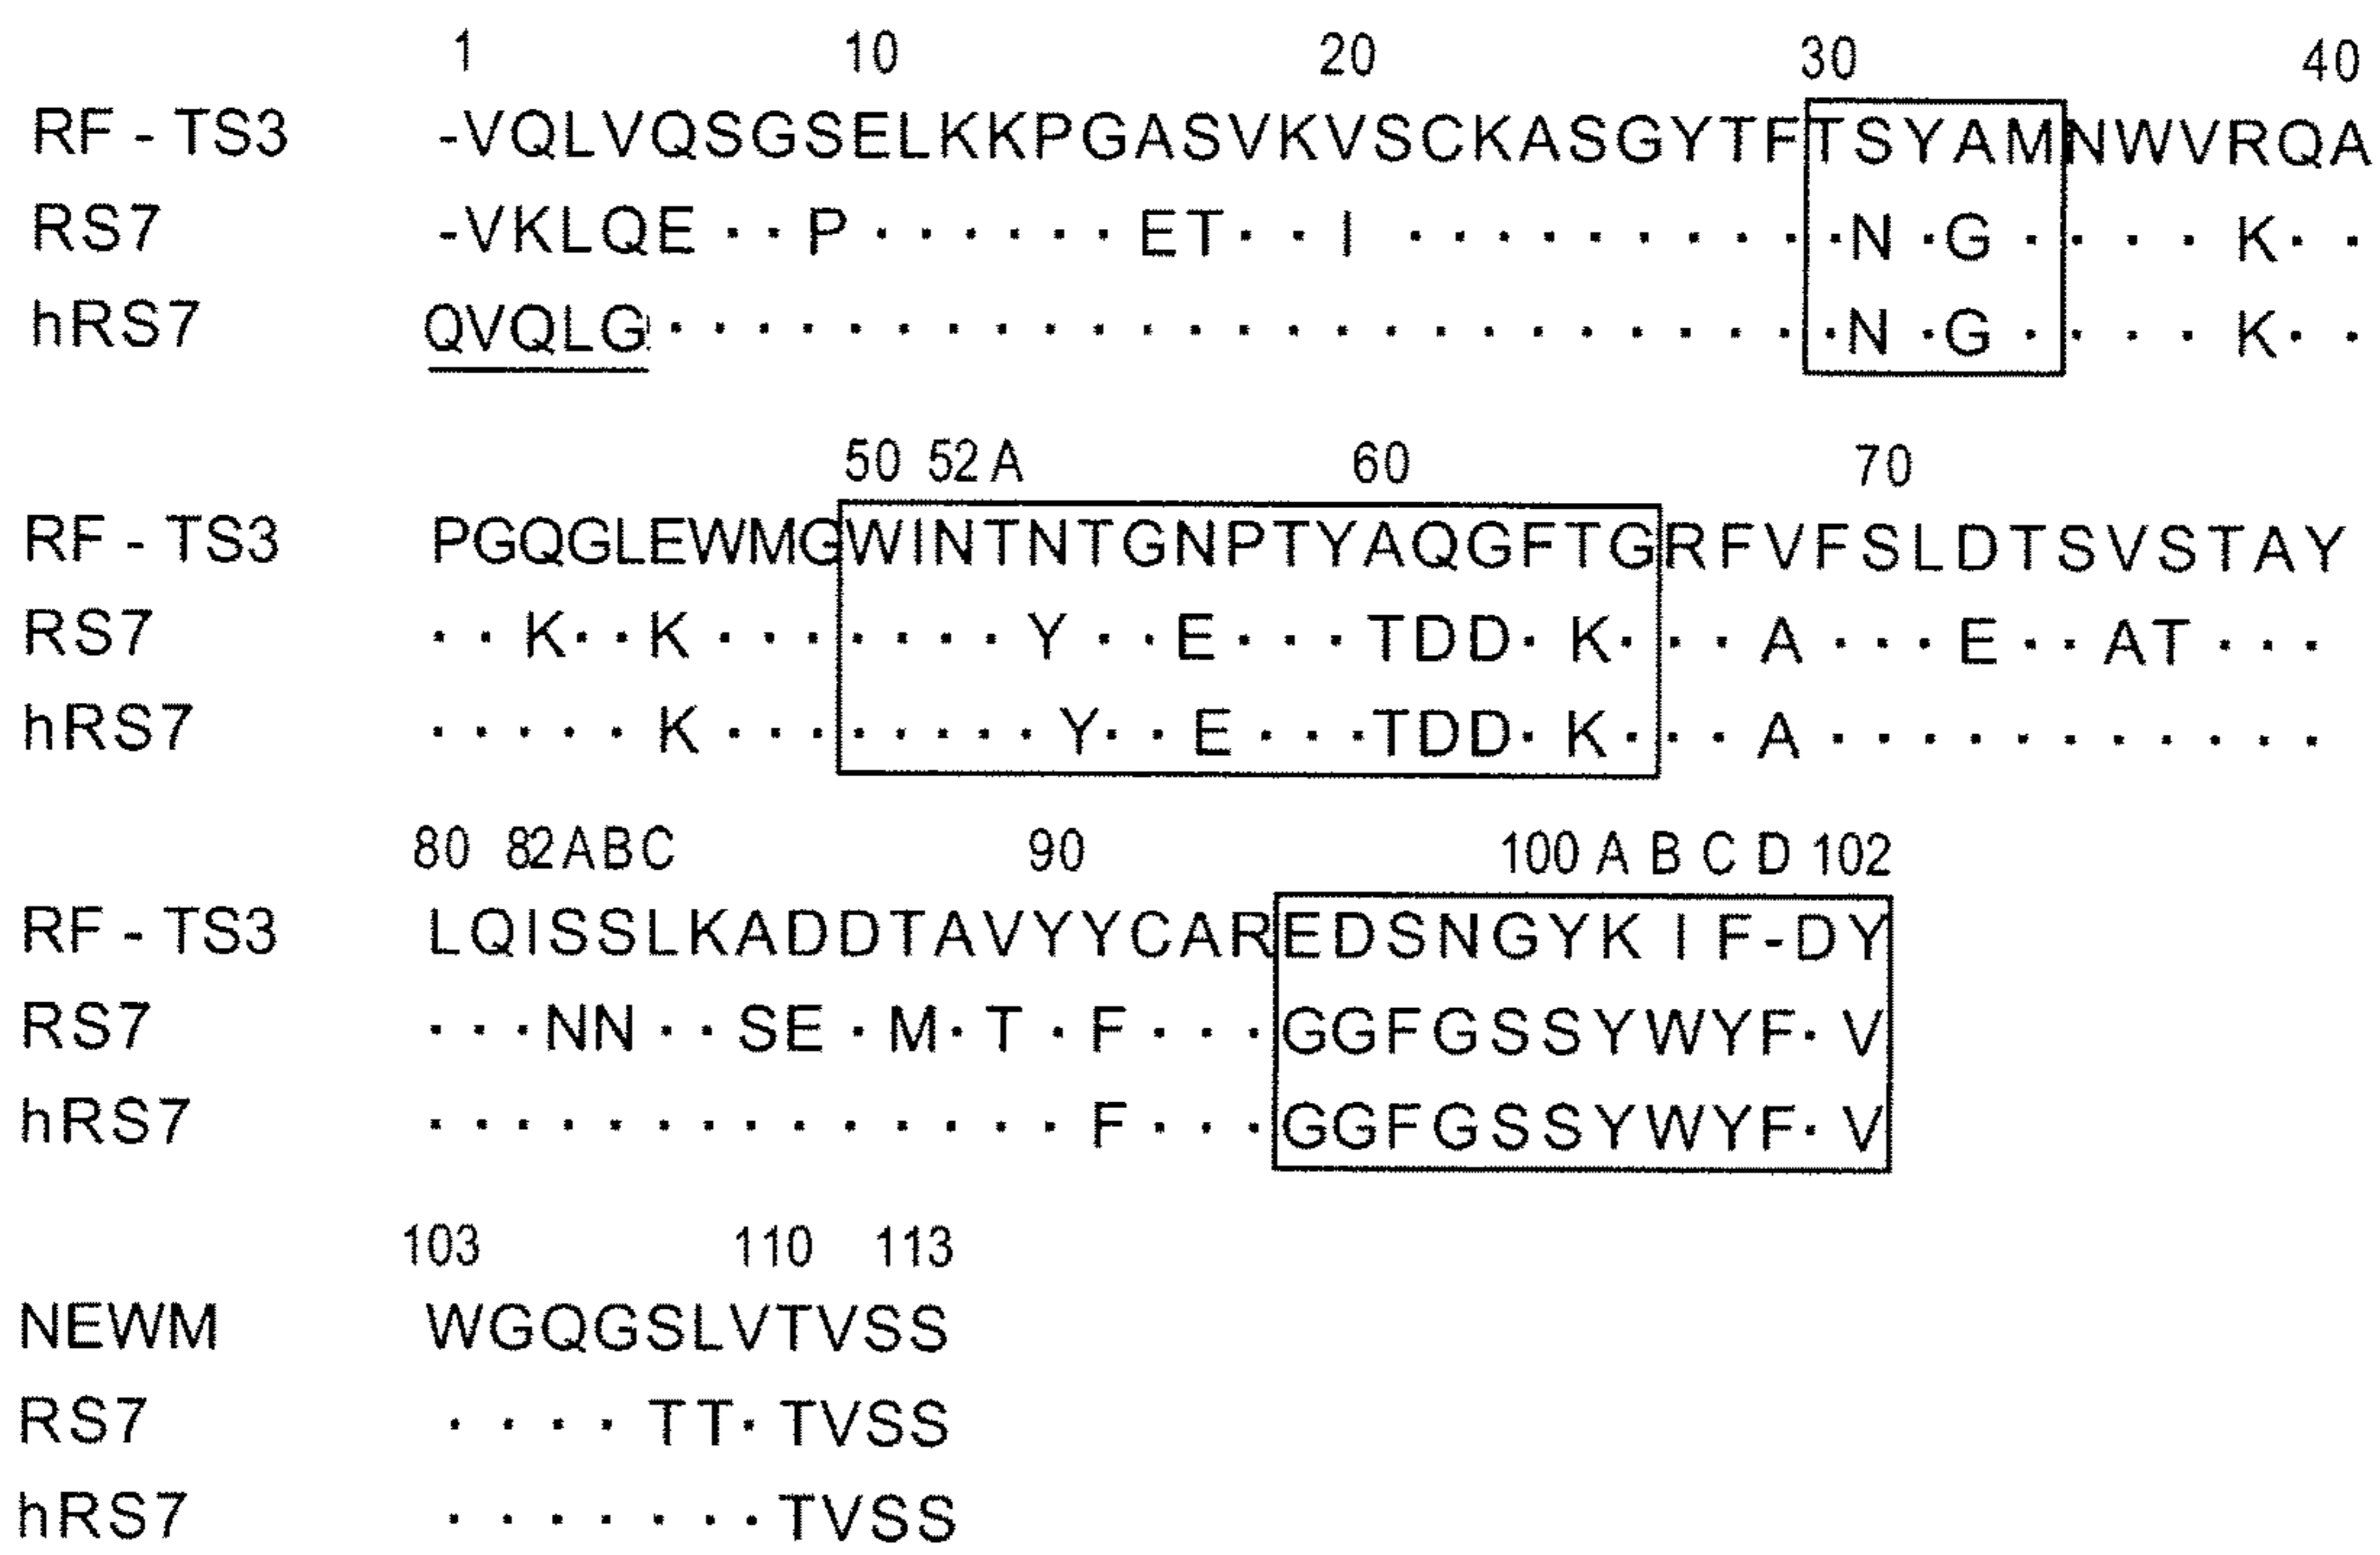 1 10 20 30 40
RF - TS3 -VQLVQSGSELKKPGASVKVSCKASGYTFTSYAMNWVRQA
RS7 -VKLQE··P······ET··I··········N·G····K··
hRS7 QVQLG·························N·G····K··
50 52 A 60 70
RF - TS3 PGQGLEWMGWINTNTGNPTYAQGFTGRFVFSLDTSVSTAY
RS7 ··K··K·······Y··E···TDD·K···A···E··AT···
hRS7 ·····K········Y··E···TDD·K···A···········
80 82ABC 90 100 A B C D 102
RF - TS3 LQISSLKADDTAVYYCAREDSNGYKIF-DY
RS7 ···NN··SE·M·T·F···GGFGSSYWYF·V
hRS7 ··············F···GGFGSSYWYF·V
103 110 113
NEWM WGQGSLVTVSS
RS7 ····TT·TVSS
hRS7 ·······TVSS